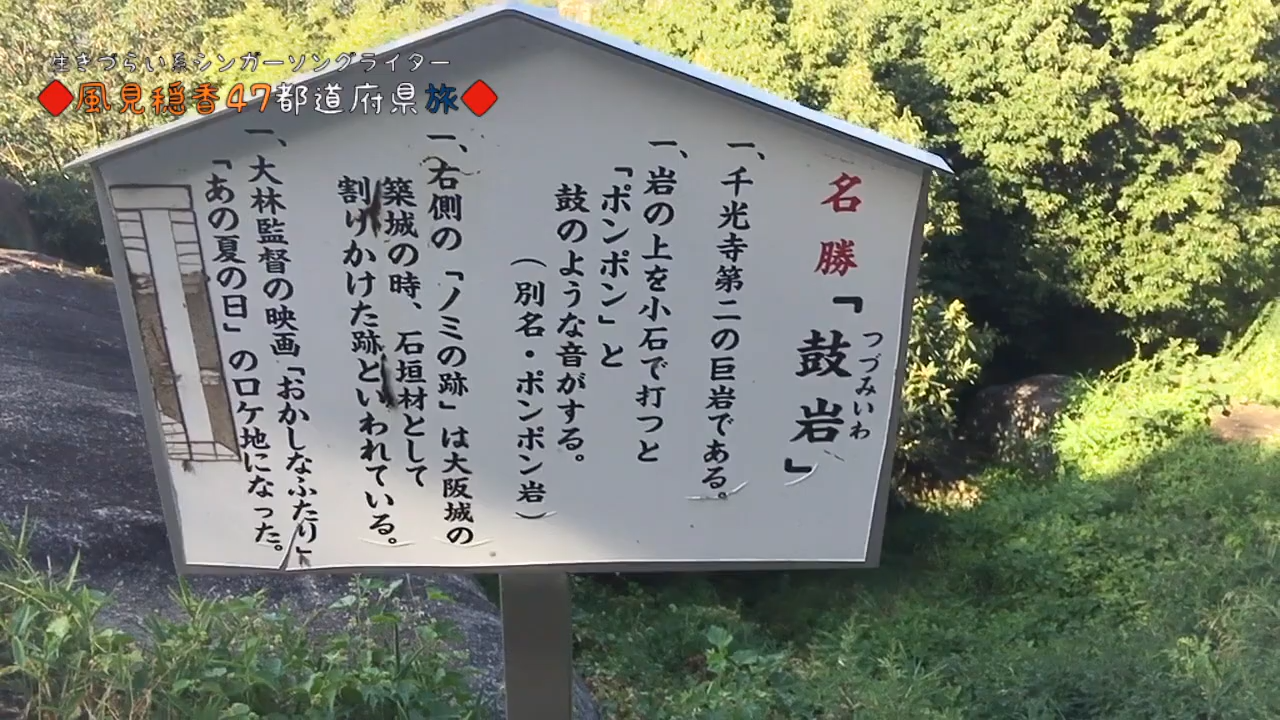 生きづらい系シンガーソングライター
風見穏香47都道府県旅
名勝「鼓岩」
つづみいわ
一、千光寺第二の巨岩である。
一、岩の上を小石で打つと
「ポンポン」と
鼓のような音がする。
（別名・ポンポン岩）
一、右側の「ノミの跡」は大阪城の
築城の時、石垣材として
割りかけた跡といわれている。
一、大林監督の映画「おかしなふたり」
「あの夏の日」のロケ地になった。